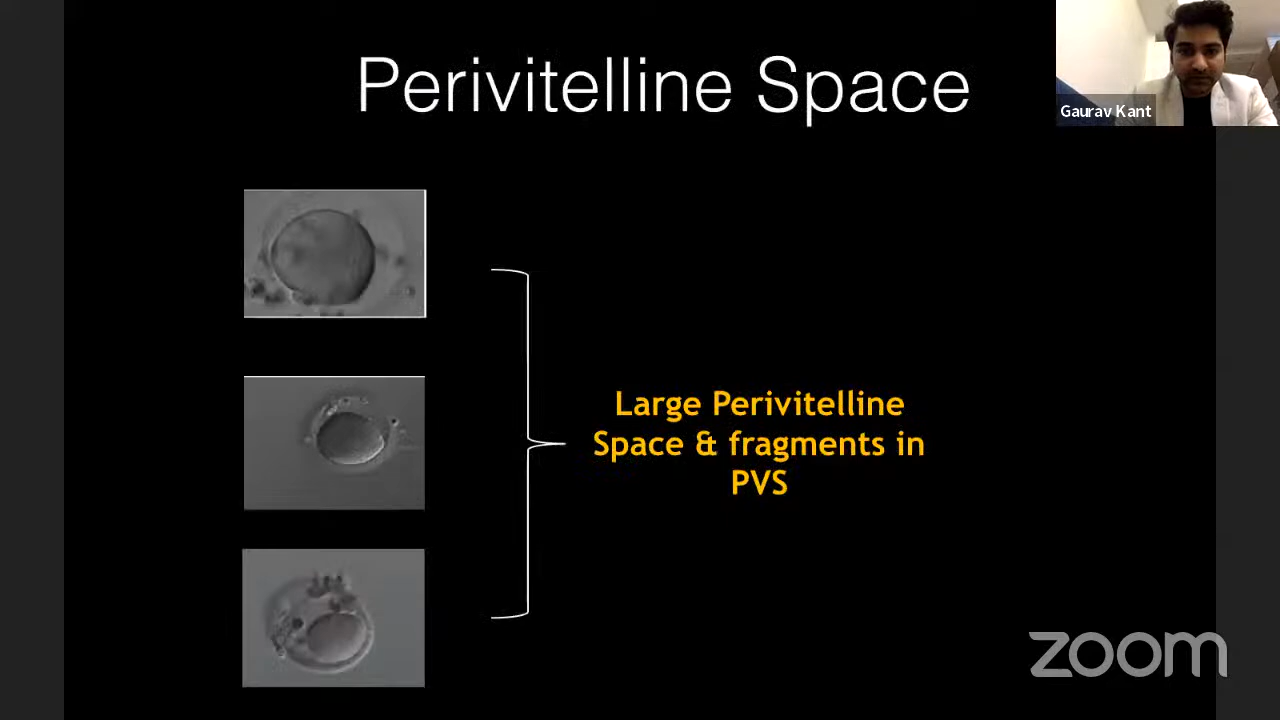 Perivitelline Space
Gaurav Kant
Large Perivitelline
Space & fragments in
PVS
zoom